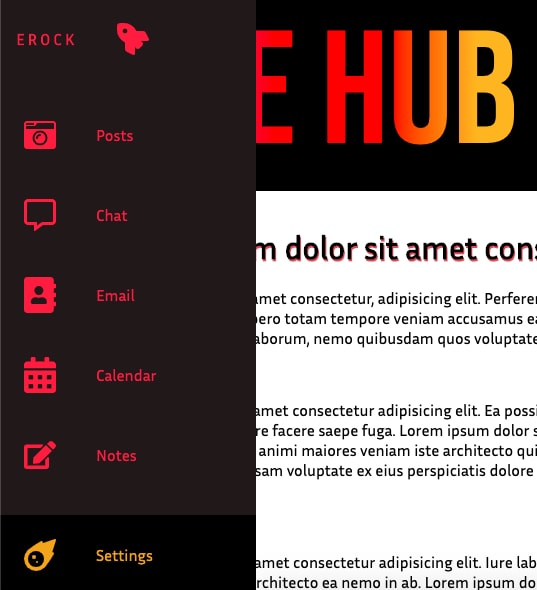 EROCK
Posts
Chat
Email
Calendar
Notes
Settings
E HUB
m dolor sit amet cons
amet consectetur, adipisicing elit. Perferen
pero totam tempore veniam accusamus ea
aborum, nemo quibusdam quos voluptate
amet consectetur adipisicing elit. Ea possi
re facere saepe fuga. Lorem ipsum dolor s
animi maiores veniam iste architecto qui
sam voluptate ex eius perspiciatis dolore
amet consectetur adipisicing elit. Iure lab
rchitecto ea nemo in ab. Lorem ipsum do